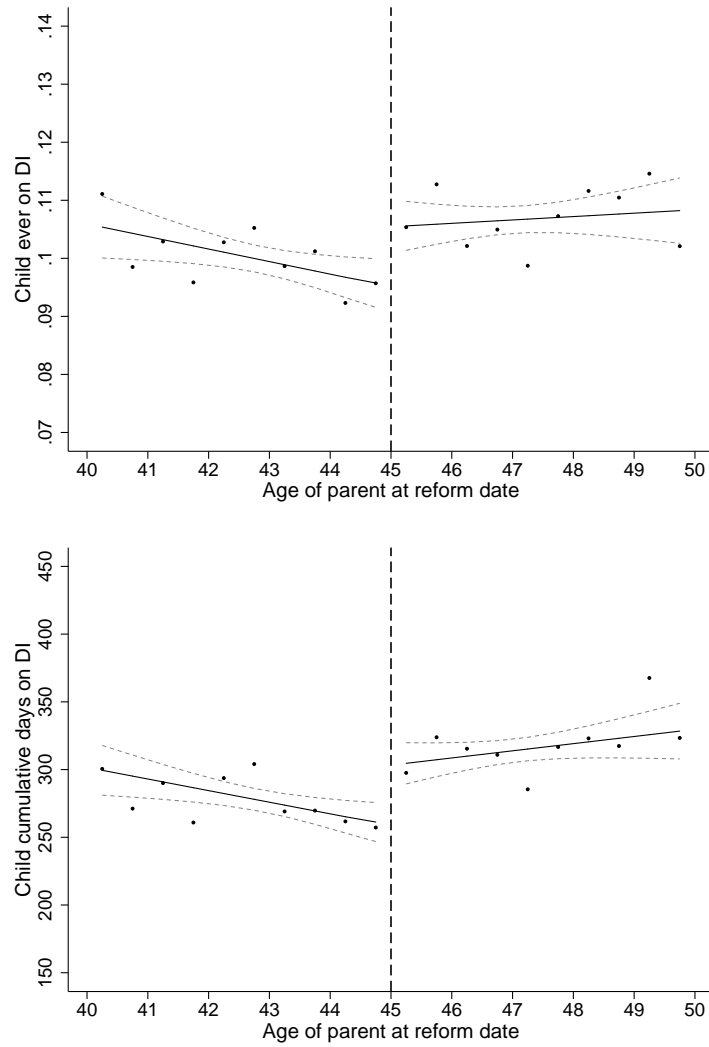 Child ever on DI
.14
.13
.12
.11
.1
.09
.08
.07
40 41 42 43 44 45 46 47 48 49 50
Age of parent at reform date
Child cumulative days on DI
450
400
350
300
250
200
150
40 41 42 43 44 45 46 47 48 49 50
Age of parent at reform date